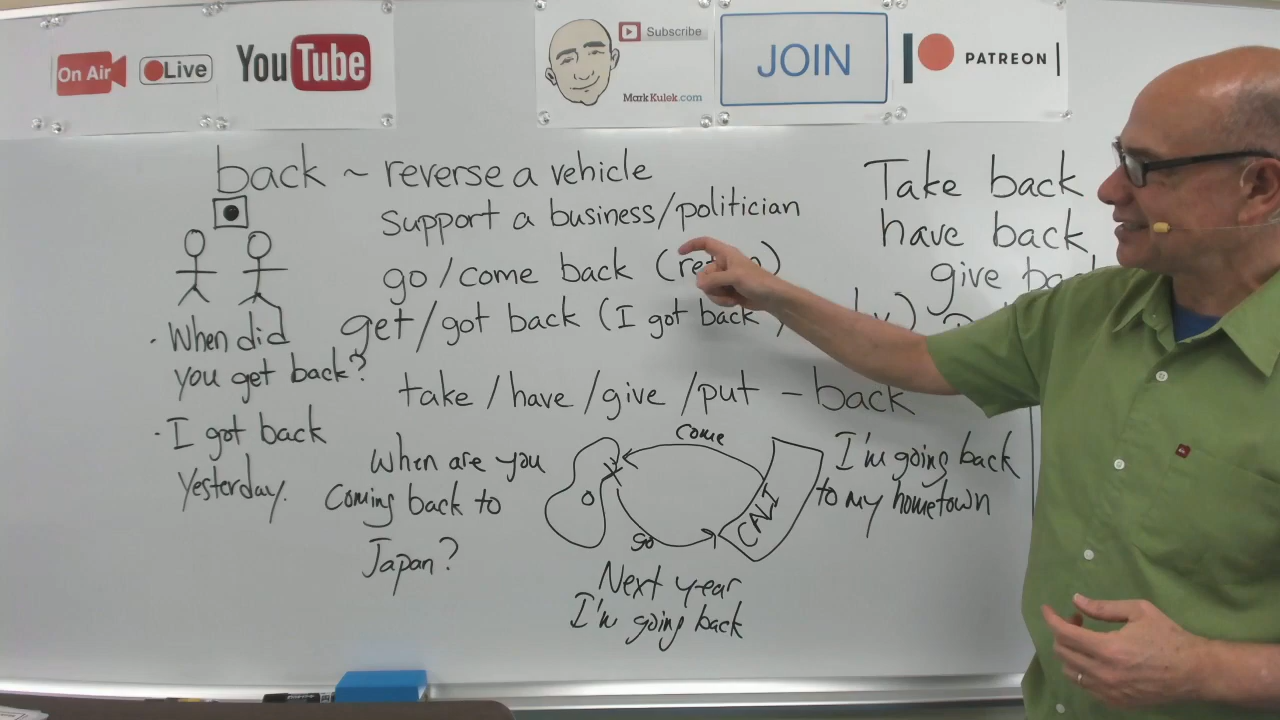 On Air
Live
YouTube
Subscribe
MarkKulek.com
JOIN
PATREON
back ~ reverse a vehicle
Support a business/politician
go/come back (
get/got back (I got back
take/have/give/put - back
Take back
have back
give
• When did
you get back?
• I got back
Yesterday.
When are you
Coming back to
Japan?
come
go
CALI
Next year
I'm going back
I'm going back
to my hometown